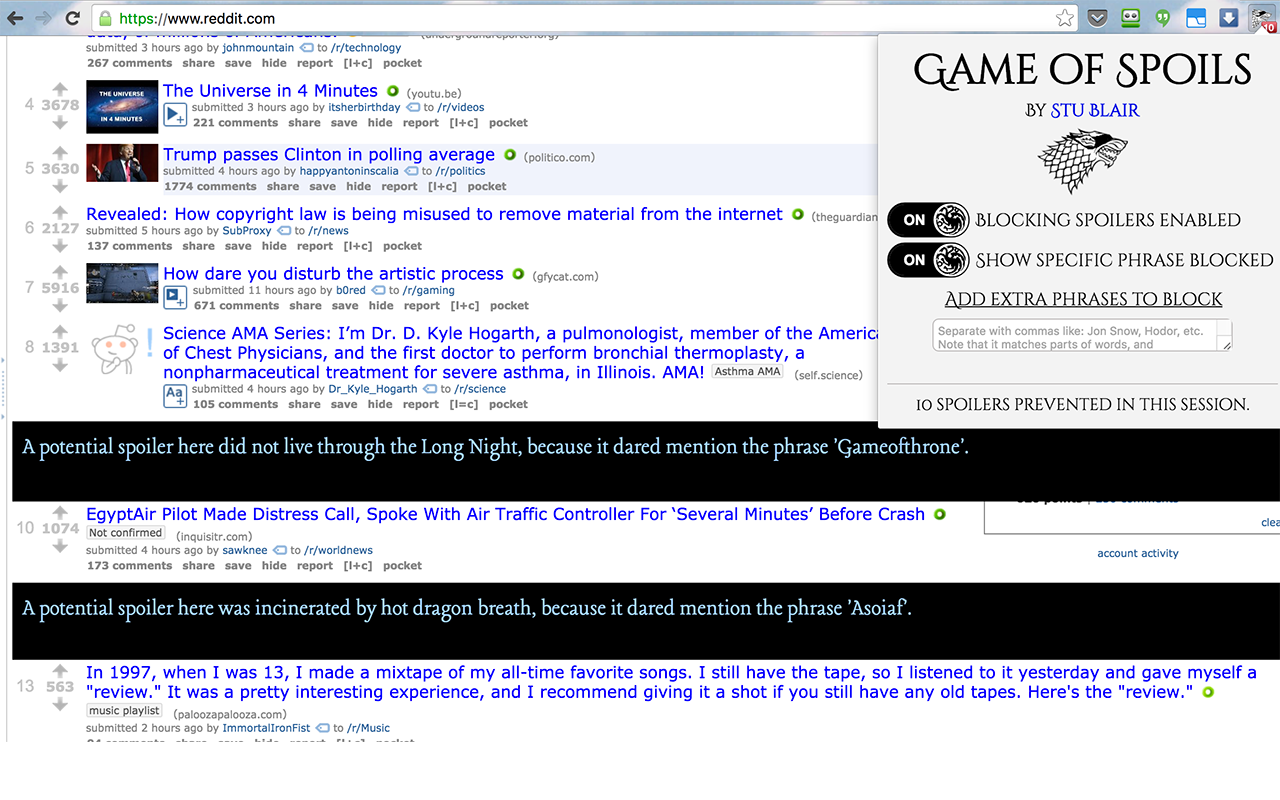 https://www.reddit.com
10
submitted 3 hours ago by johnmountain to /r/technology
267 comments share save hide report [l+c] pocket
4 3678
THE UNIVERSE
IN 4 MINUTES
The Universe in 4 Minutes (youtu.be)
submitted 3 hours ago by itsherbirthday to /r/videos
221 comments share save hide report [l+c] pocket
5 3630
Trump passes Clinton in polling average (politico.com)
submitted 4 hours ago by happyantoninscalia to /r/politics
1774 comments share save hide report [l+c] pocket
6 2127
Revealed: How copyright law is being misused to remove material from the internet (theguardian
submitted 5 hours ago by SubProxy to /r/news
137 comments share save hide report [l+c] pocket
7 5916
How dare you disturb the artistic process (gfycat.com)
submitted 11 hours ago by b0red to /r/gaming
671 comments share save hide report [l+c] pocket
8 1391
Science AMA Series: I’m Dr. D. Kyle Hogarth, a pulmonologist, member of the America
of Chest Physicians, and the first doctor to perform bronchial thermoplasty, a
nonpharmaceutical treatment for severe asthma, in Illinois. AMA! Asthma AMA (self.science)
submitted 4 hours ago by Dr_Kyle_Hogarth to /r/science
Aa
105 comments share save hide report [l=c] pocket
Game of Spoils
by Stu Blair
ON Blocking spoilers enabled
ON Show specific phrase blocked
Add extra phrases to block
Separate with commas like: Jon Snow, Hodor, etc.
Note that it matches parts of words, and
10 spoilers prevented in this session.
A potential spoiler here did not live through the Long Night, because it dared mention the phrase 'Gameofthrone'.
10 1074
EgyptAir Pilot Made Distress Call, Spoke With Air Traffic Controller For ‘Several Minutes’ Before Crash
Not confirmed (inquisitr.com)
submitted 4 hours ago by sawknee to /r/worldnews
173 comments share save hide report [l+c] pocket
clea
account activity
A potential spoiler here was incinerated by hot dragon breath, because it dared mention the phrase 'Asoiaf'.
13 563
In 1997, when I was 13, I made a mixtape of my all-time favorite songs. I still have the tape, so I listened to it yesterday and gave myself a
"review." It was a pretty interesting experience, and I recommend giving it a shot if you still have any old tapes. Here's the "review."
music playlist (paloozapalooza.com)
submitted 2 hours ago by ImmortalIronFist to /r/Music